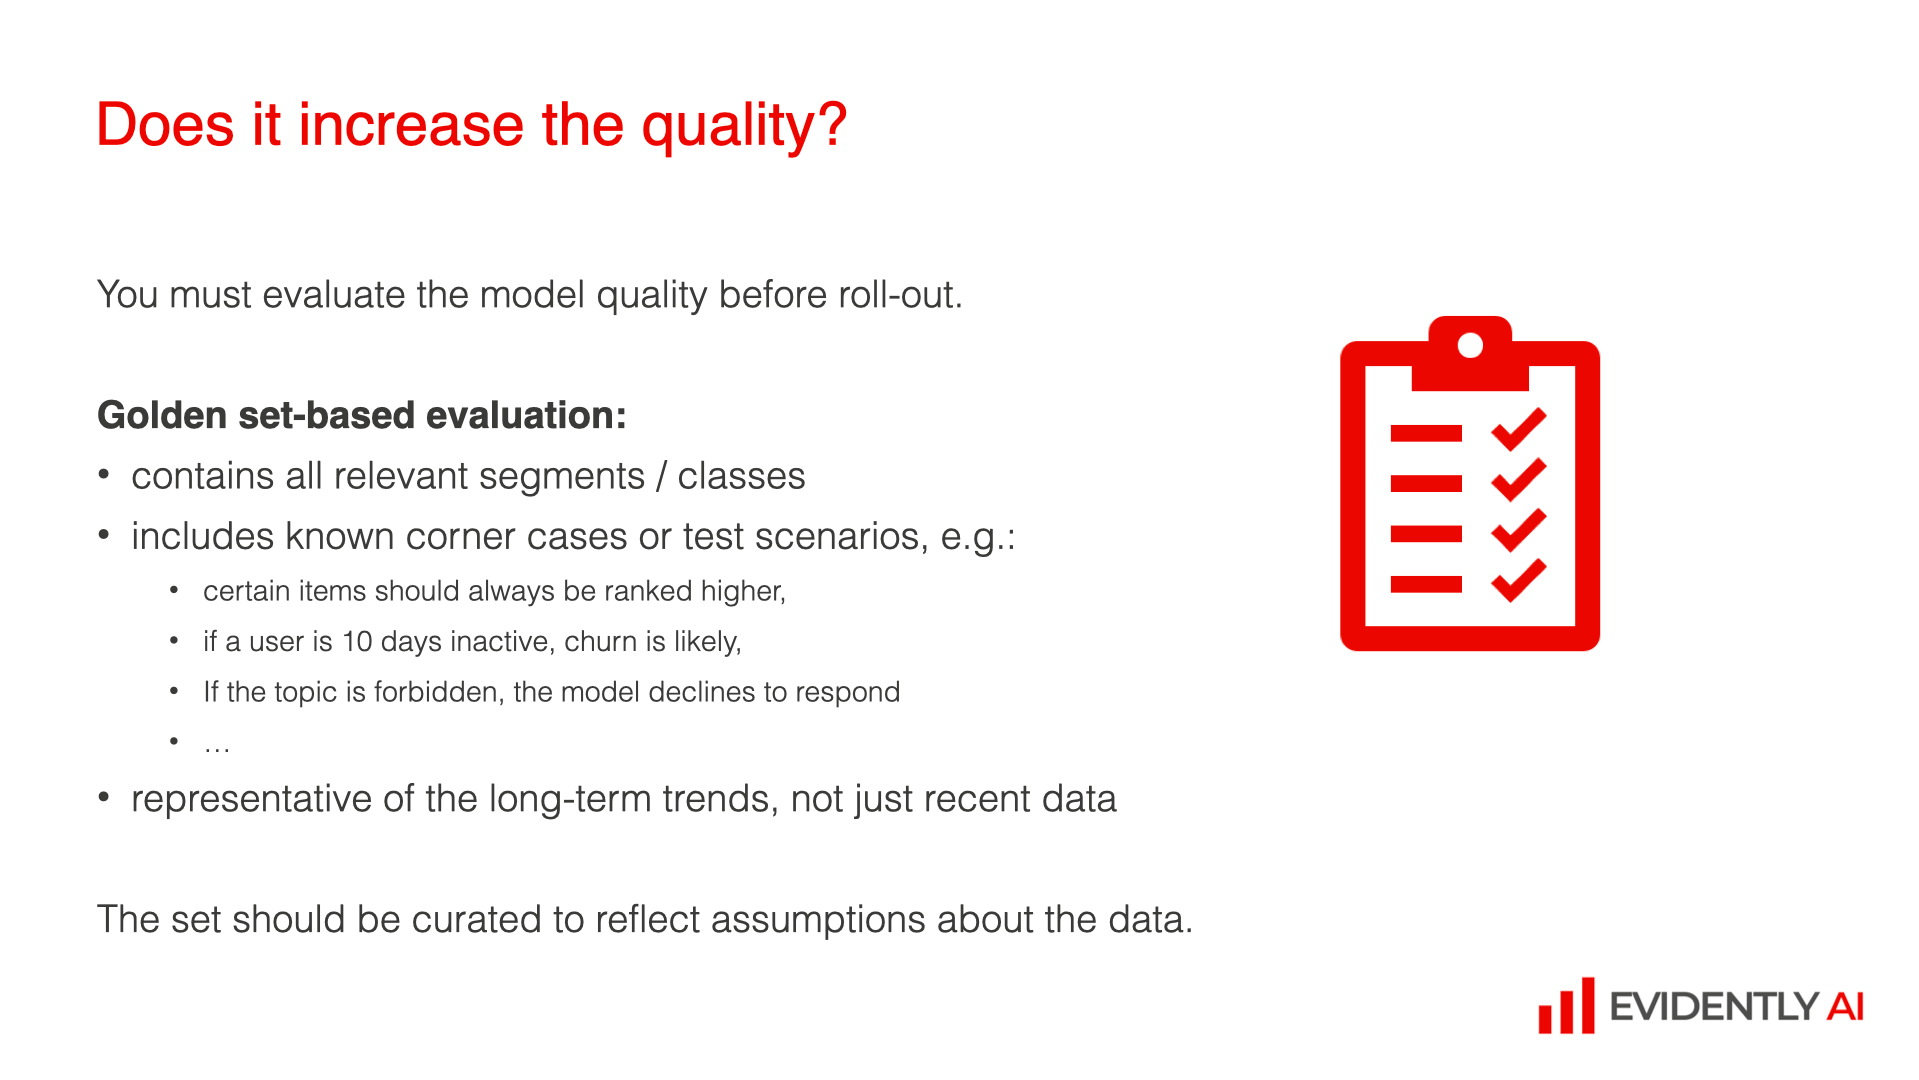 Does it increase the quality?
You must evaluate the model quality before roll-out.
Golden set-based evaluation:
• contains all relevant segments / classes
• includes known corner cases or test scenarios, e.g.:
• certain items should always be ranked higher,
• if a user is 10 days inactive, churn is likely,
• If the topic is forbidden, the model declines to respond
• …
• representative of the long-term trends, not just recent data
The set should be curated to reflect assumptions about the data.
EVIDENTLY AI